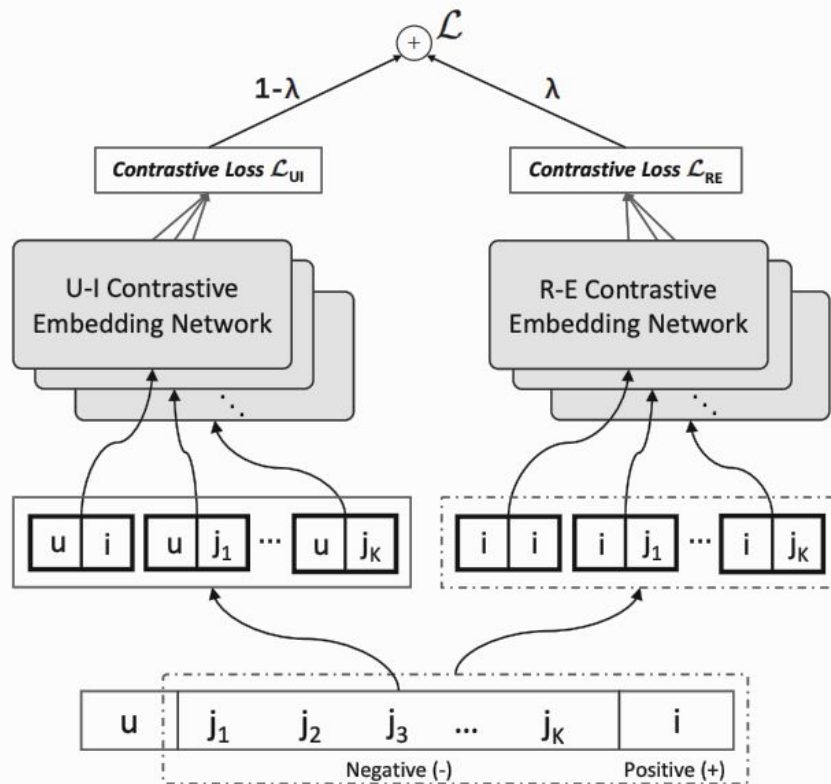 ℒ
1-λ λ
Contrastive Loss ℒUI Contrastive Loss ℒRE
U-I Contrastive
Embedding Network
R-E Contrastive
Embedding Network
u i u j1 ... u jK
i i i j1 ... i jK
u j1 j2 j3 ... jK i
Negative (-) Positive (+)